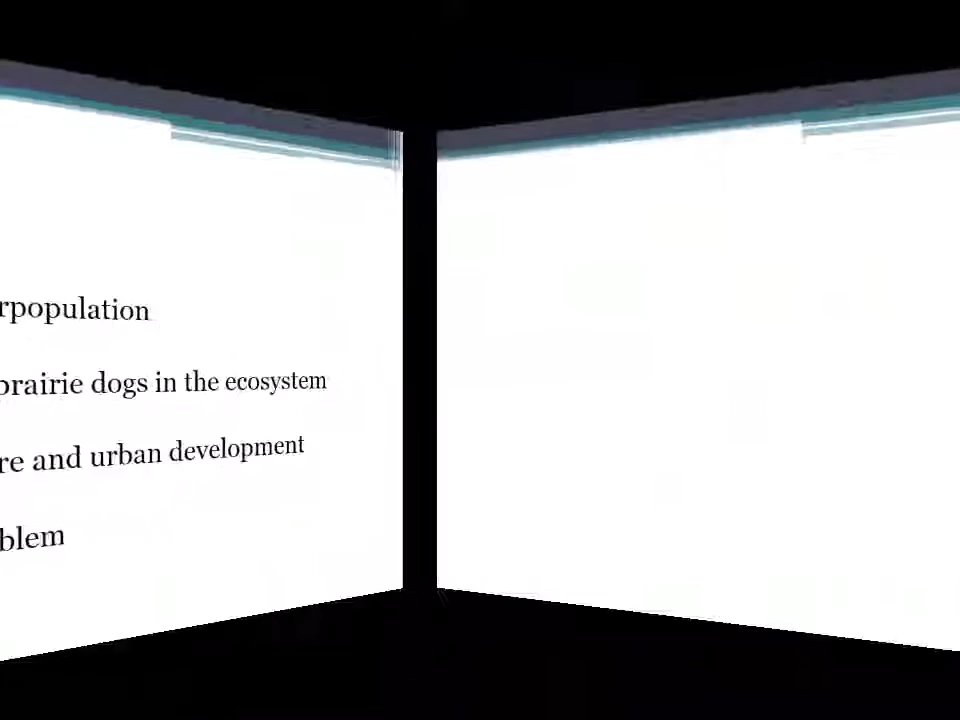 rpopulation
prairie dogs in the ecosystem
re and urban development
blem